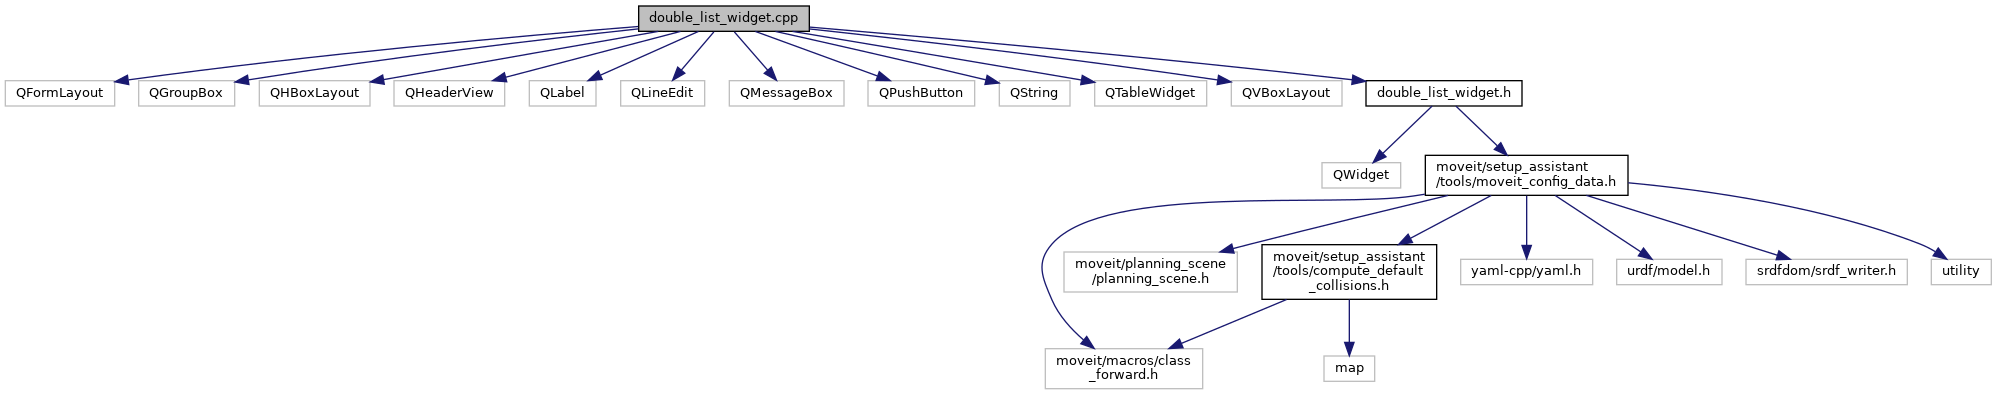 double_list_widget.cpp
QFormLayout
QGroupBox
QHBoxLayout
QHeaderView
QLabel
QLineEdit
QMessageBox
QPushButton
QString
QTableWidget
QVBoxLayout
double_list_widget.h
QWidget
moveit/setup_assistant
/tools/moveit_config_data.h
moveit/planning_scene
/planning_scene.h
moveit/setup_assistant
/tools/compute_default
_collisions.h
yaml-cpp/yaml.h
urdf/model.h
srdfdom/srdf_writer.h
utility
moveit/macros/class
_forward.h
map